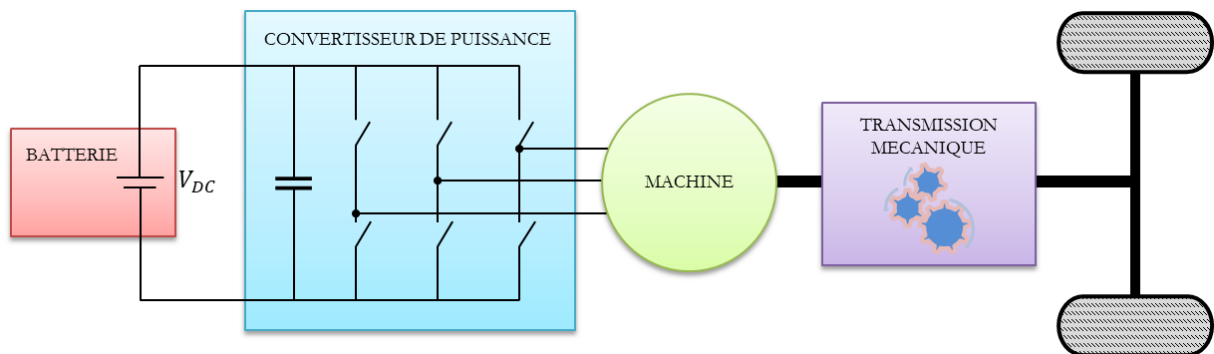 CONVERTISSEUR DE PUISSANCE
BATTERIE
V_DC
MACHINE
TRANSMISSION
MECANIQUE